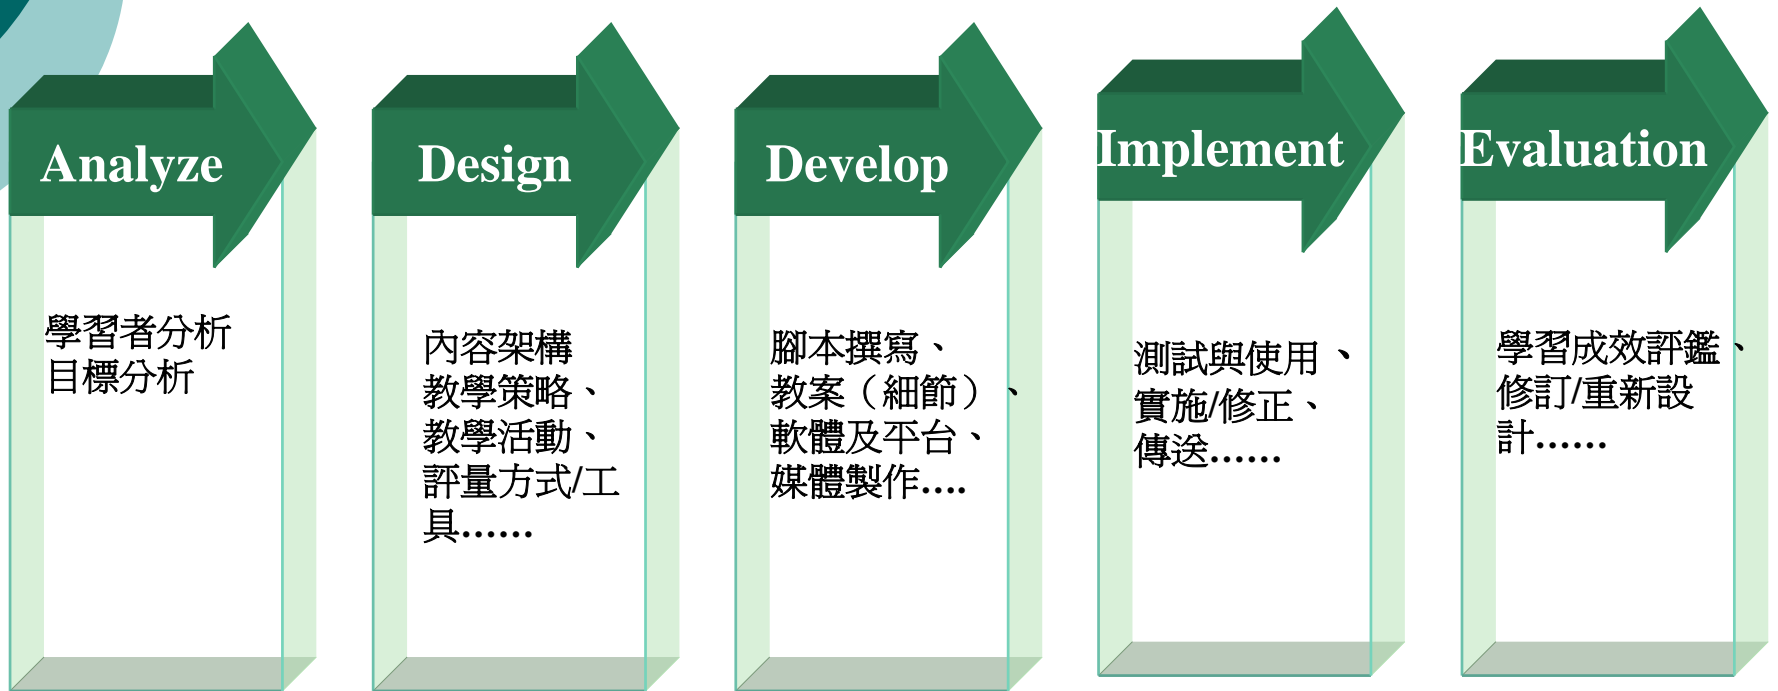 Analyze
學習者分析
目標分析
Design
內容架構
教學策略、
教學活動、
評量方式/工
具......
Develop
腳本撰寫、
教案（細節）、
軟體及平台、
媒體製作....
Implement
測試與使用、
實施/修正、
傳送......
Evaluation
學習成效評鑑、
修訂/重新設
計......